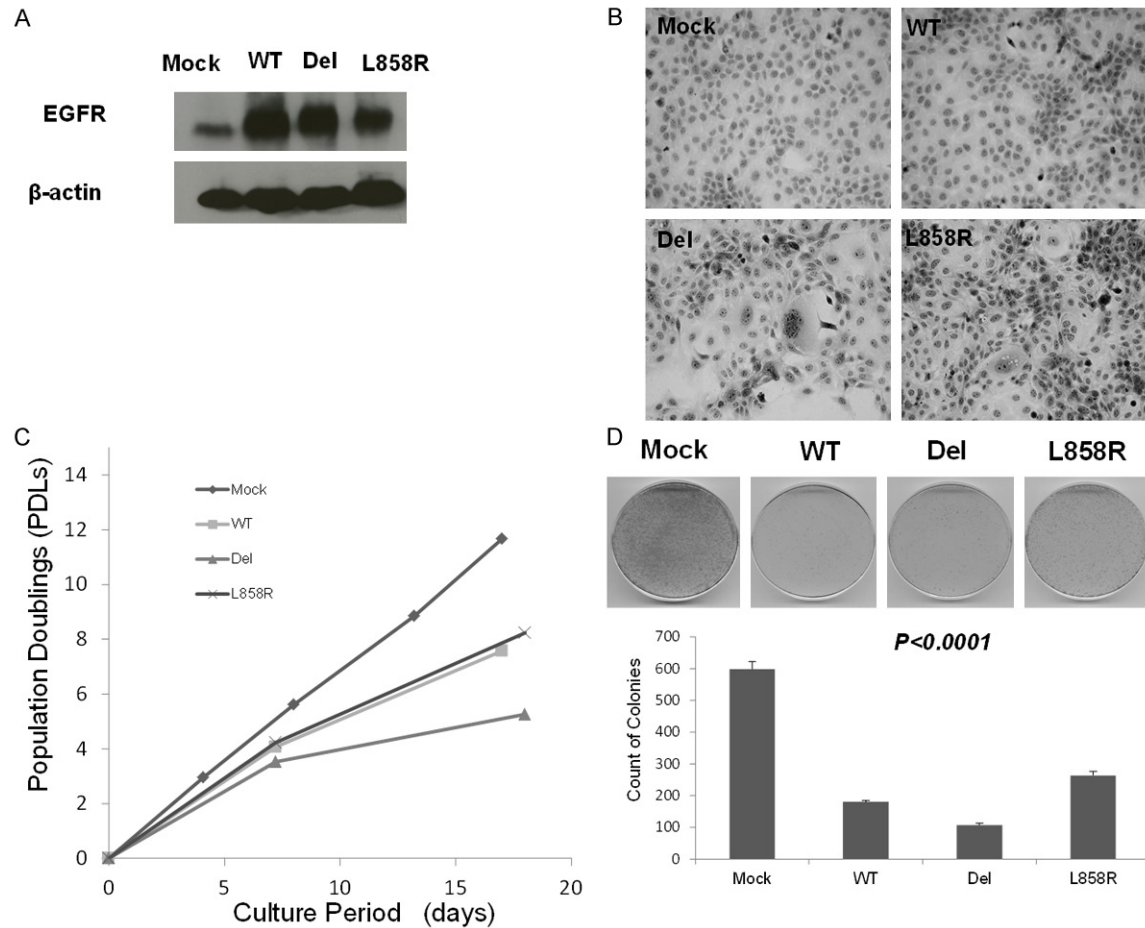 A
Mock WT Del L858R
EGFR
β-actin
B
Mock
WT
Del
L858R
C
Population Doublings (PDLs)
14
12
10
8
6
4
2
0
Mock
WT
Del
L858R
0 5 10 15 20
Culture Period (days)
D
Mock WT Del L858R
P<0.0001
Count of Colonies
700
600
500
400
300
200
100
0
Mock WT Del L858R